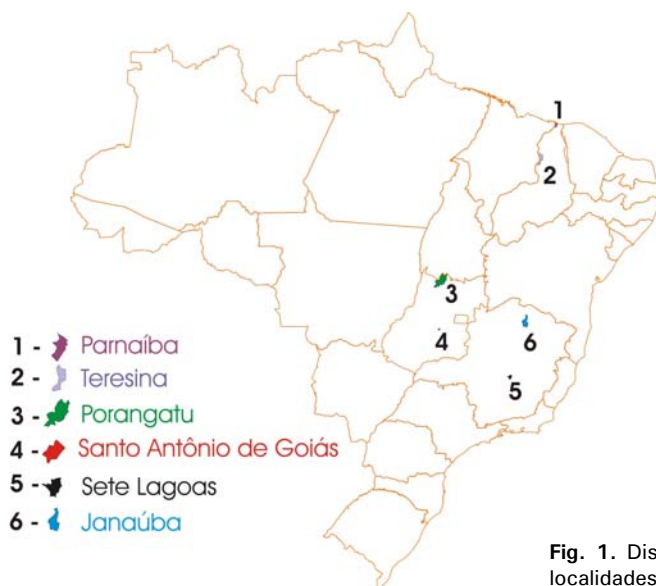 1
2
3
4
6
5
1 - Parnaíba
2 - Teresina
3 - Porangatu
4 - Santo Antônio de Goiás
5 - Sete Lagoas
6 - Janaúba
Fig. 1. Dis
localidades